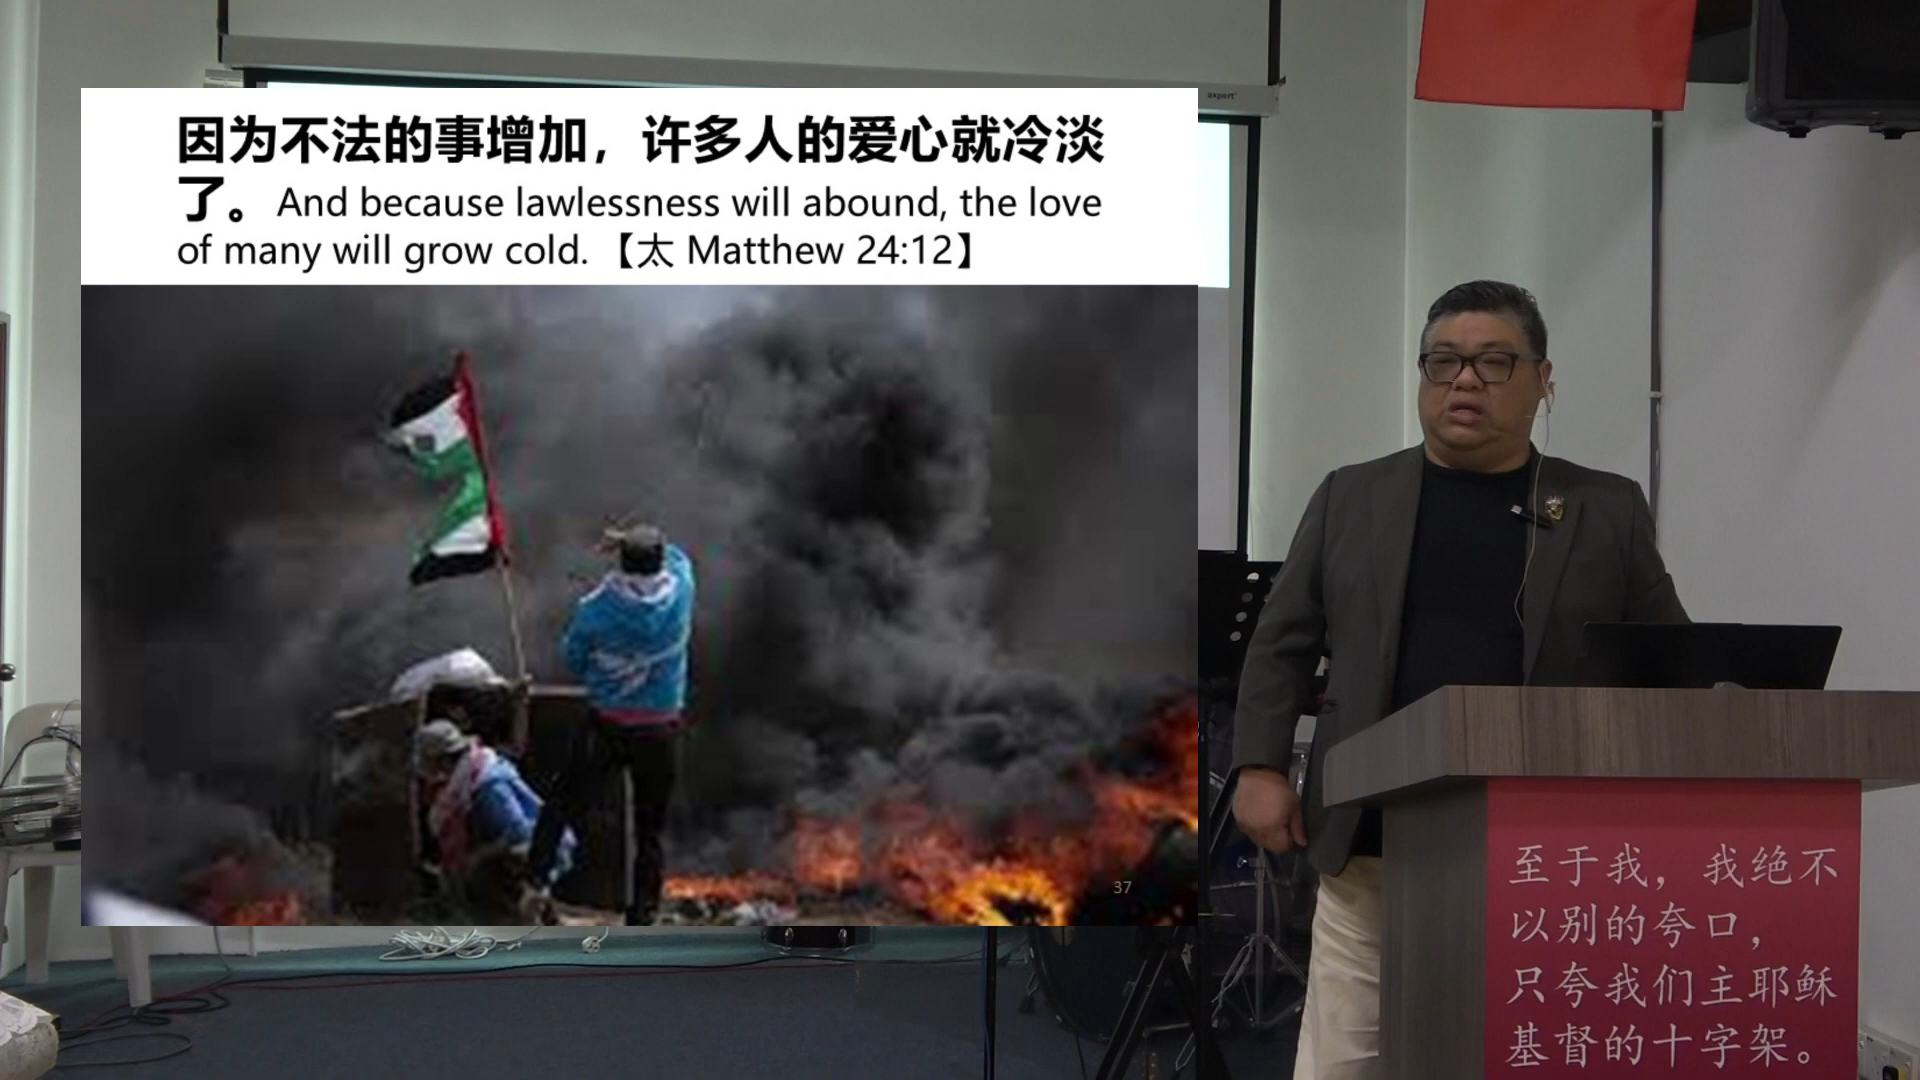 因为不法的事增加，许多人的爱心就冷淡
了。And because lawlessness will abound, the love
of many will grow cold.【太 Matthew 24:12】
37
expert
至于我，我绝不
以别的夸口，
只夸我们主耶稣
基督的十字架。